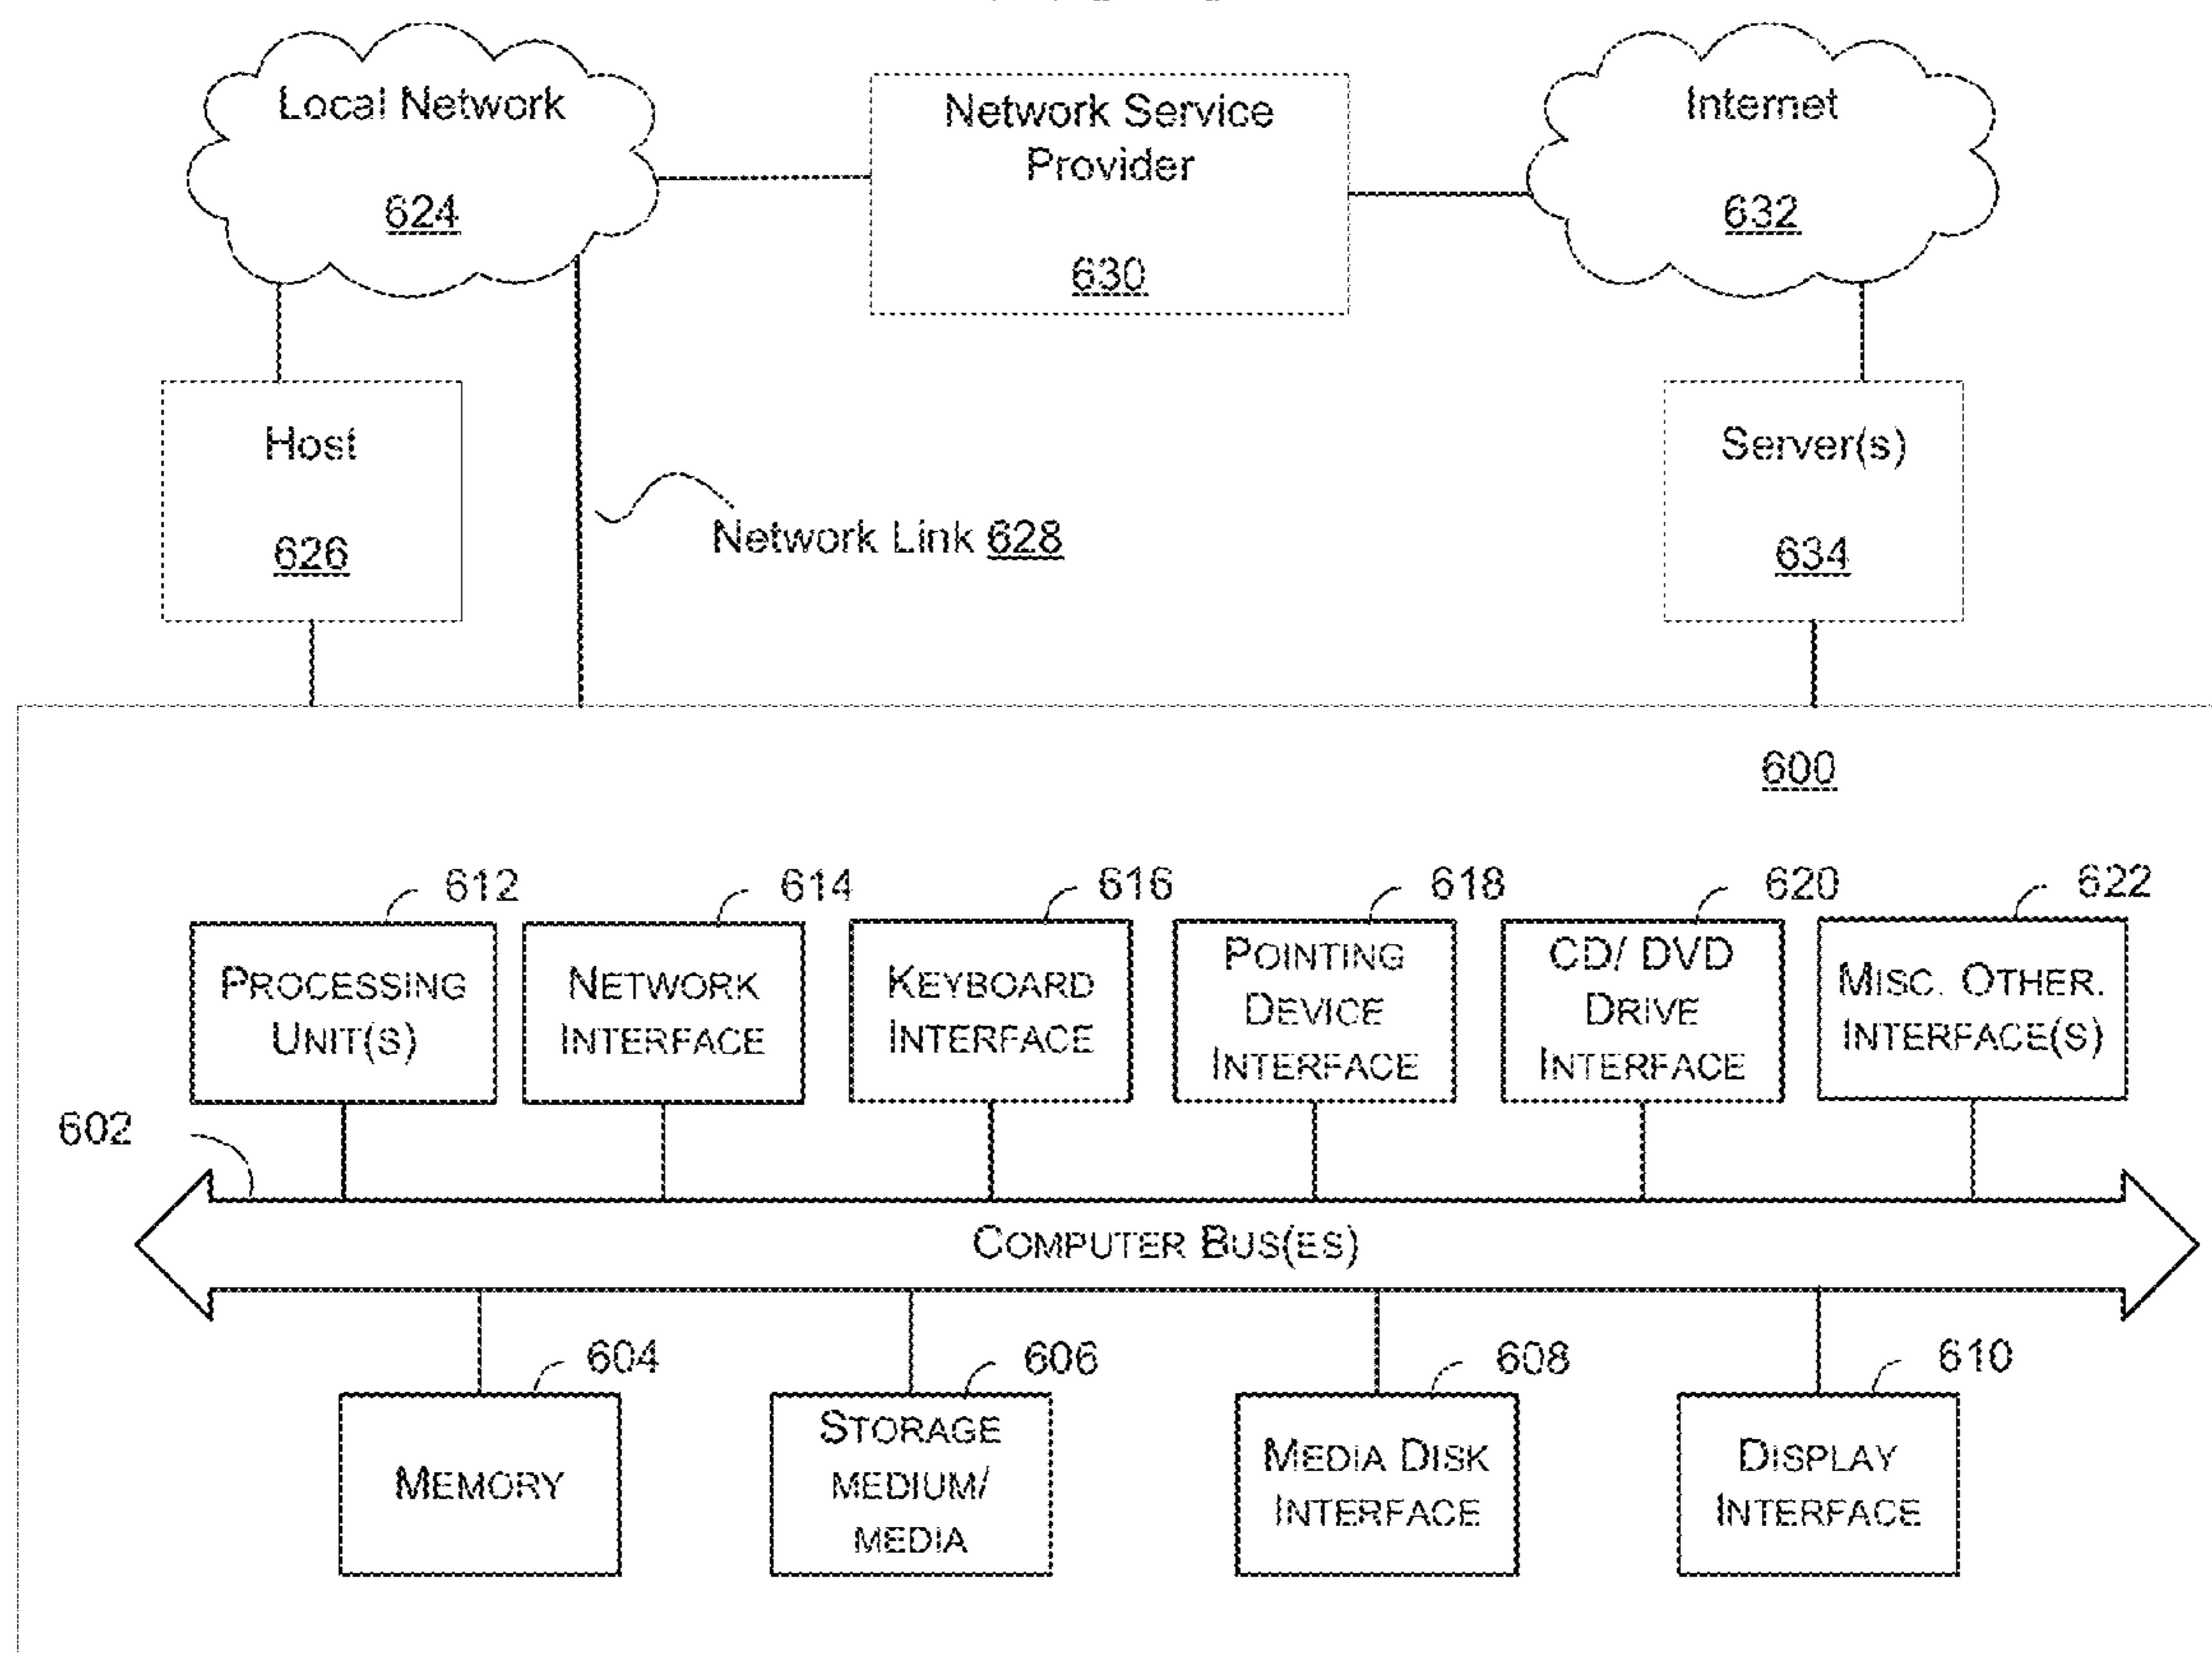 Local Network
624
Network Service
Provider
630
Internet
632
Host
626
Network Link 628
Server(s)
634
600
612
614
616
618
620
622
PROCESSING
UNIT(S)
NETWORK
INTERFACE
KEYBOARD
INTERFACE
POINTING
DEVICE
INTERFACE
CD/ DVD
DRIVE
INTERFACE
MISC. OTHER.
INTERFACE(S)
602
COMPUTER BUS(ES)
604
606
608
610
MEMORY
STORAGE
MEDIUM/
MEDIA
MEDIA DISK
INTERFACE
DISPLAY
INTERFACE